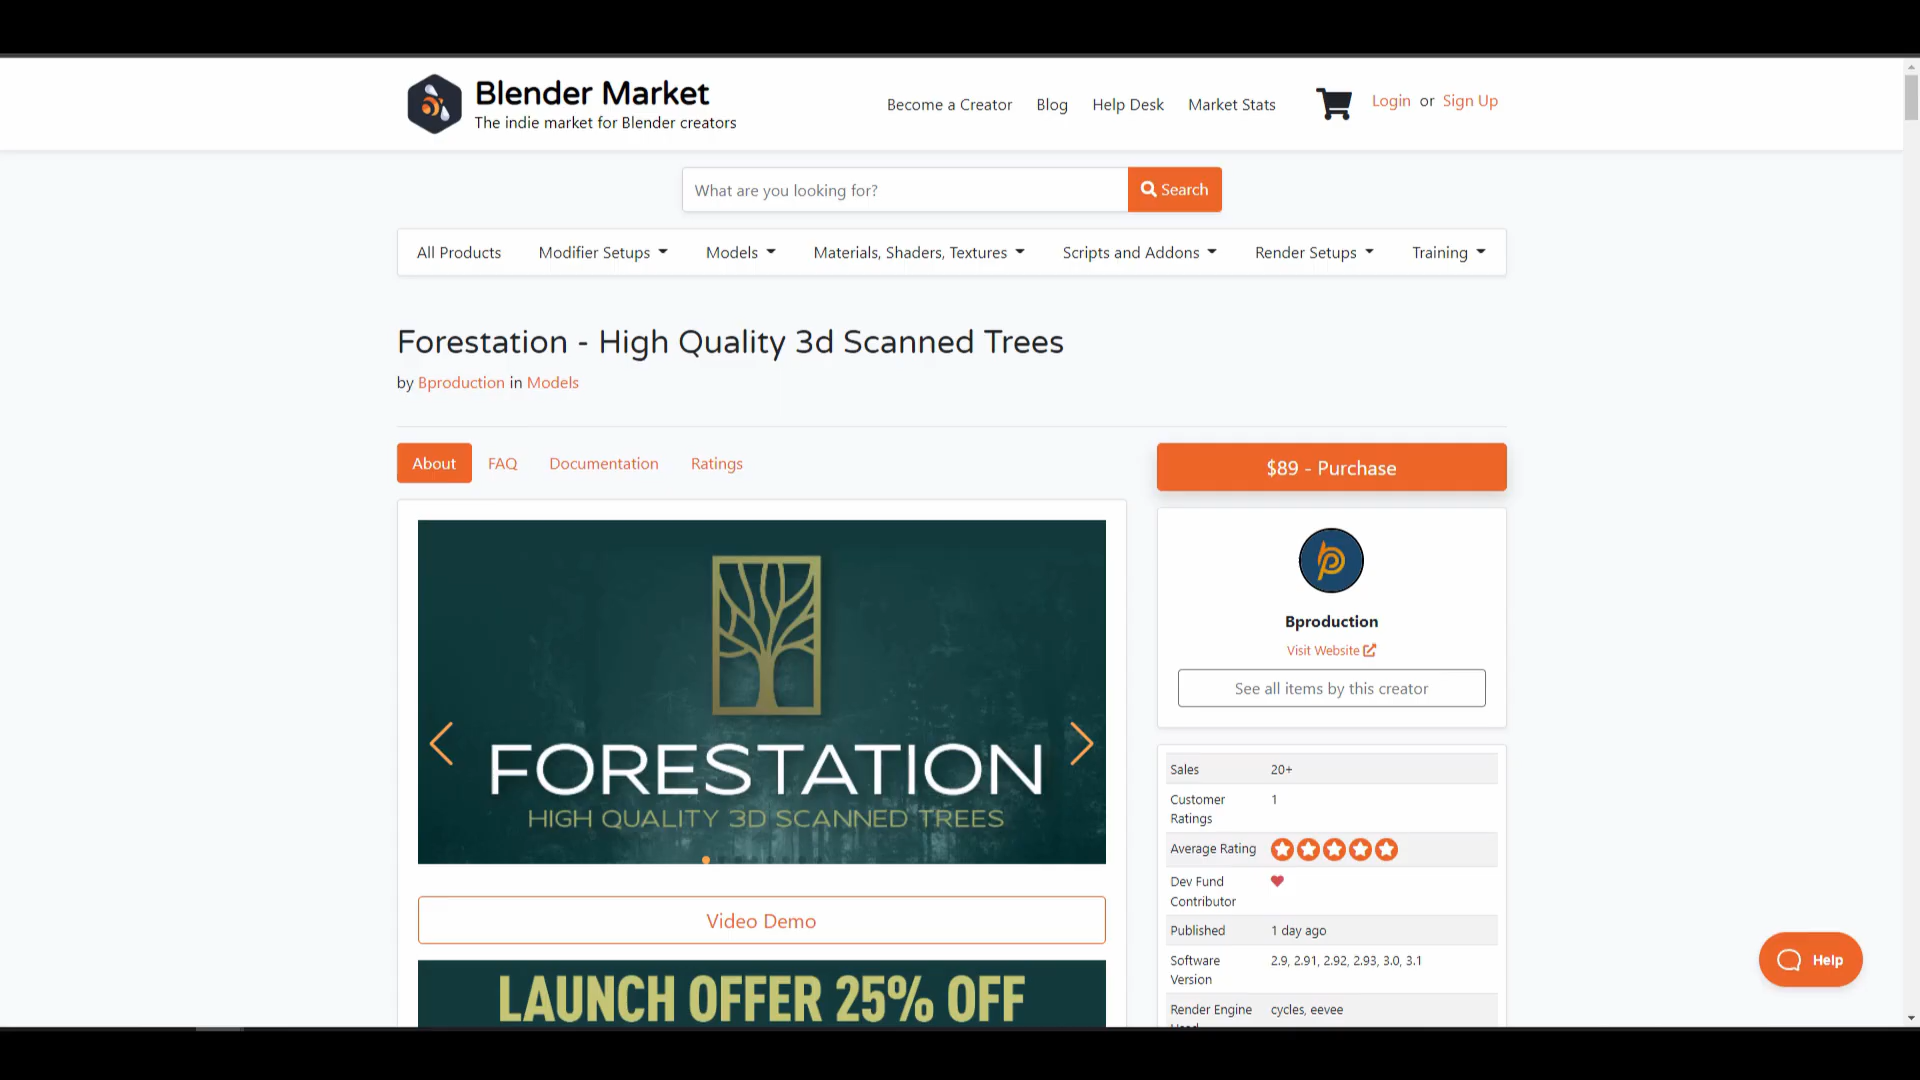 Blender Market
The indie market for Blender creators
Become a Creator
Blog
Help Desk
Market Stats
Login or Sign Up
What are you looking for?
Search
All Products
Modifier Setups
Models
Materials, Shaders, Textures
Scripts and Addons
Render Setups
Training
Forestation - High Quality 3d Scanned Trees
by Bproduction in Models
About
FAQ
Documentation
Ratings
$89 - Purchase
FORESTATION
HIGH QUALITY 3D SCANNED TREES
Video Demo
LAUNCH OFFER 25% OFF
Bproduction
Visit Website
See all items by this creator
Sales 20+
Customer 1
Ratings
Average Rating
Dev Fund
Contributor
Published 1 day ago
Software 2.9, 2.91, 2.92, 2.93, 3.0, 3.1
Version
Render Engine cycles, eevee
Help